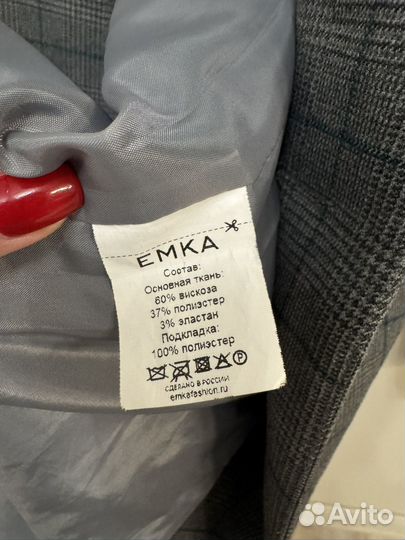 EMKA
Состав:
Основная ткань:
60% вискоза
37% полиэстер
3% эластан
Подкладка:
100% полиэстер
P
СДЕЛАНО В РОССИИ
emkafashion.ru
Avito